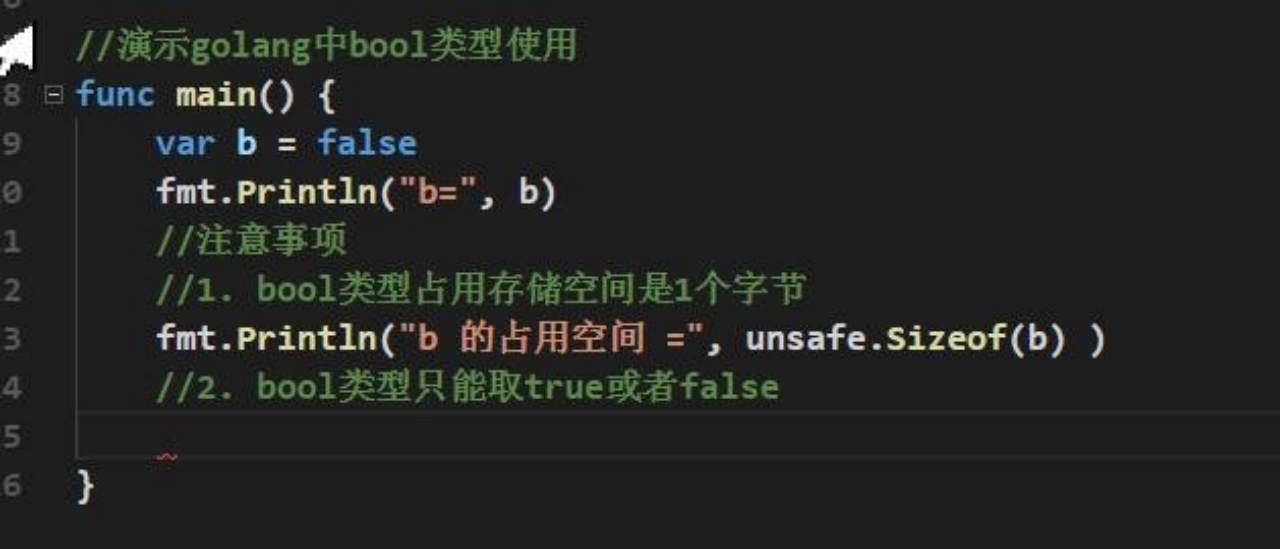 //演示golang中bool类型使用
8 func main() {
9 var b = false
0 fmt.Println("b=", b)
1 //注意事项
2 //1. bool类型占用存储空间是1个字节
3 fmt.Println("b 的占用空间 =", unsafe.Sizeof(b) )
4 //2. bool类型只能取true或者false
5
6 }